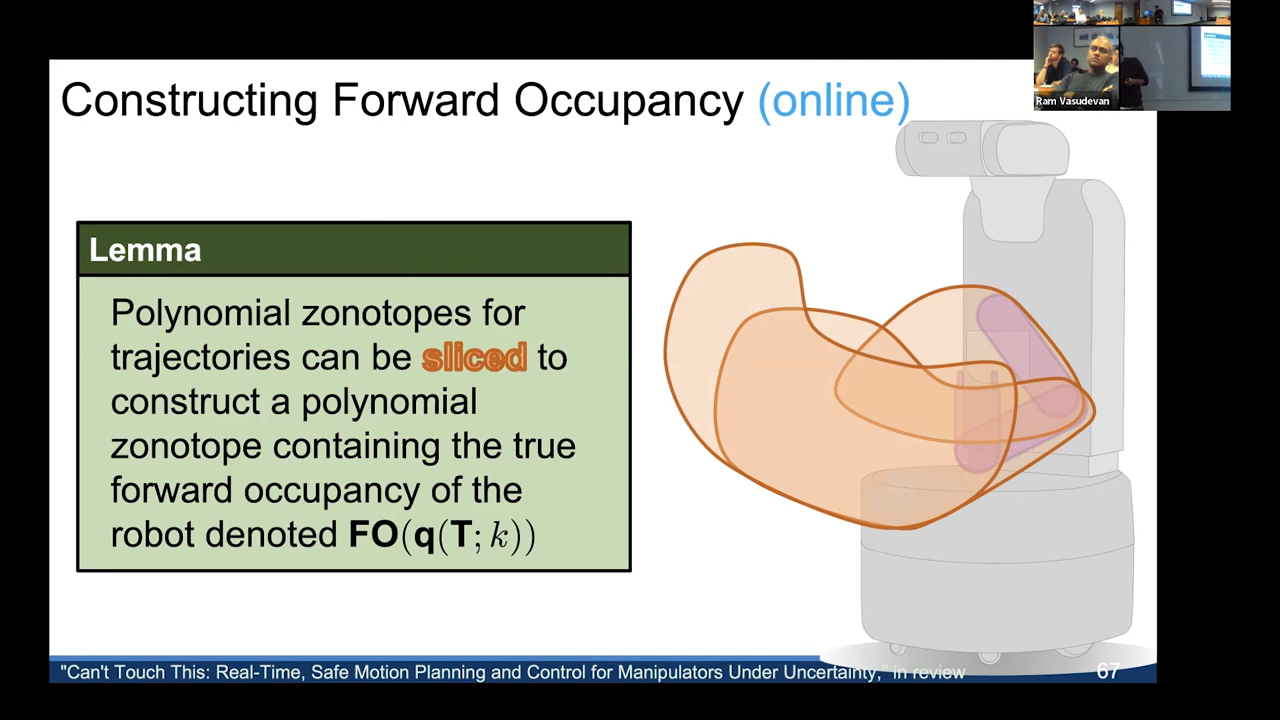 Constructing Forward Occupancy (online)
Ram Vasudevan
Lemma
Polynomial zonotopes for
trajectories can be sliced to
construct a polynomial
zonotope containing the true
forward occupancy of the
robot denoted FO(q(T; k))
"Can't Touch This: Real-Time, Safe Motion Planning and Control for Manipulators Under Uncertainty," in review
67